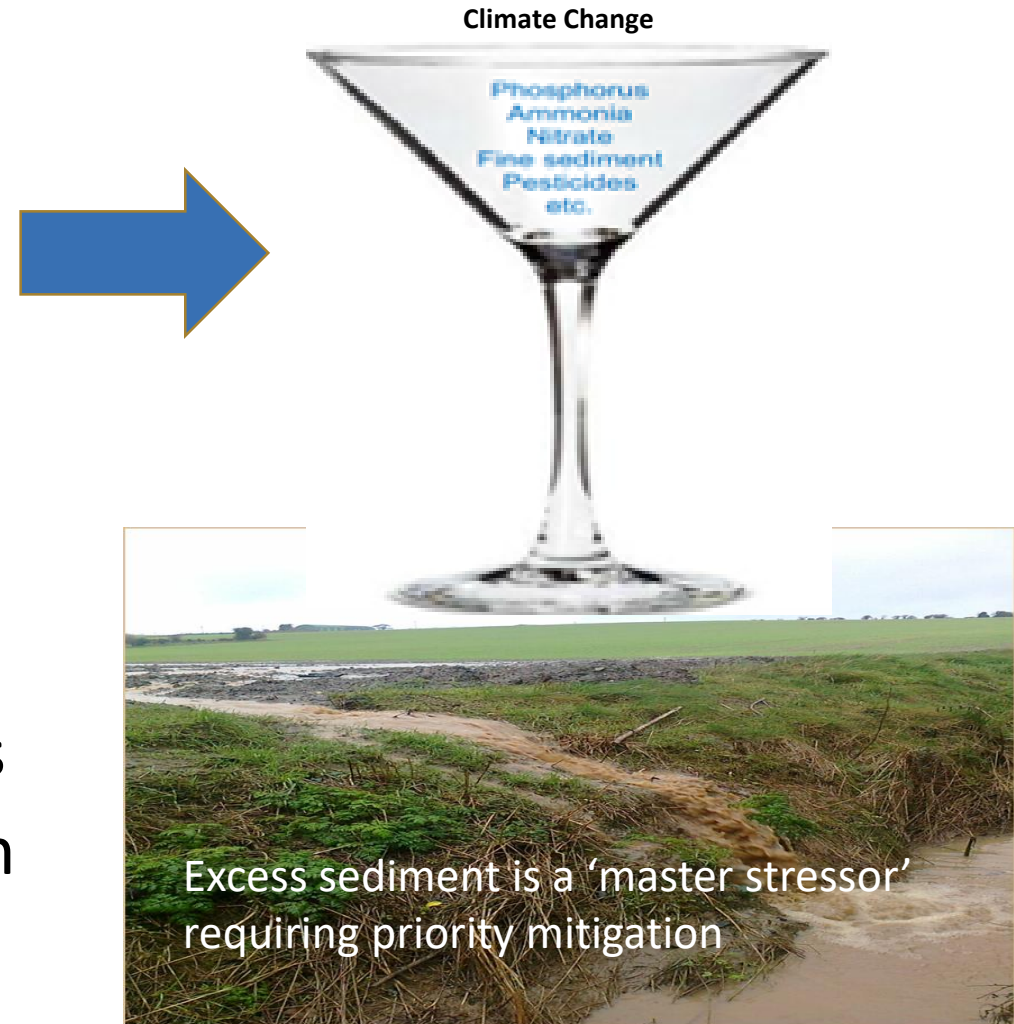 Climate Change
Phosphorus
Ammonia
Nitrate
Fine sediment
Pesticides
etc.
s
n
Excess sediment is a ‘master stressor’
requiring priority mitigation